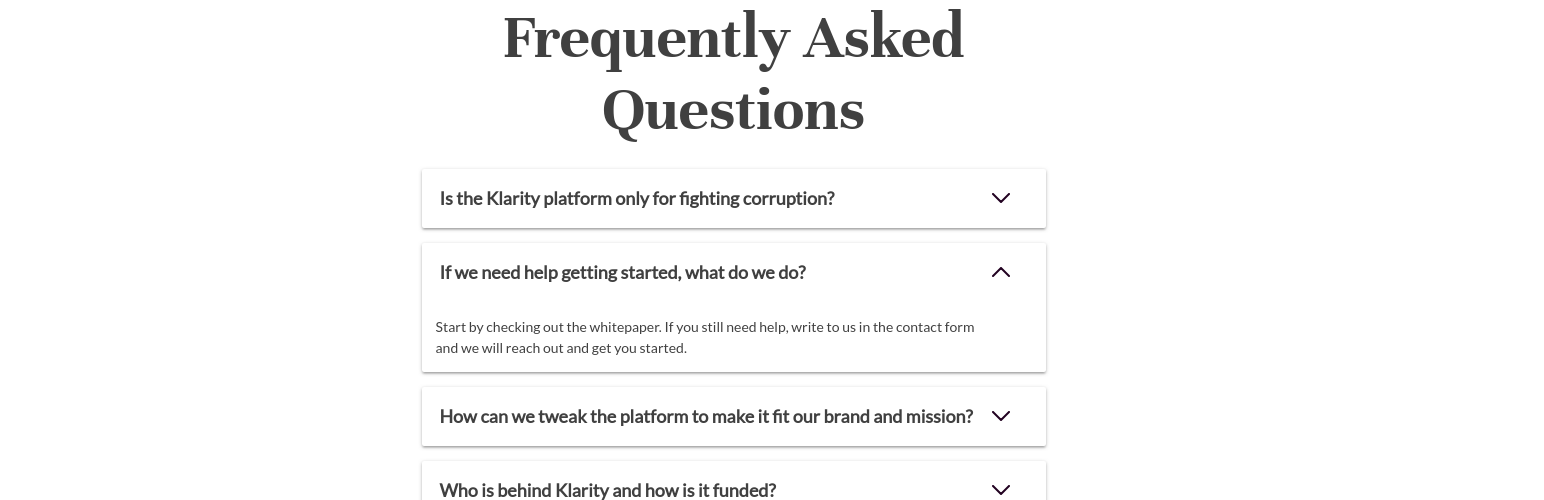 Frequently Asked
Questions
Is the Klarity platform only for fighting corruption?
If we need help getting started, what do we do?
Start by checking out the whitepaper. If you still need help, write to us in the contact form
and we will reach out and get you started.
How can we tweak the platform to make it fit our brand and mission?
Who is behind Klarity and how is it funded?